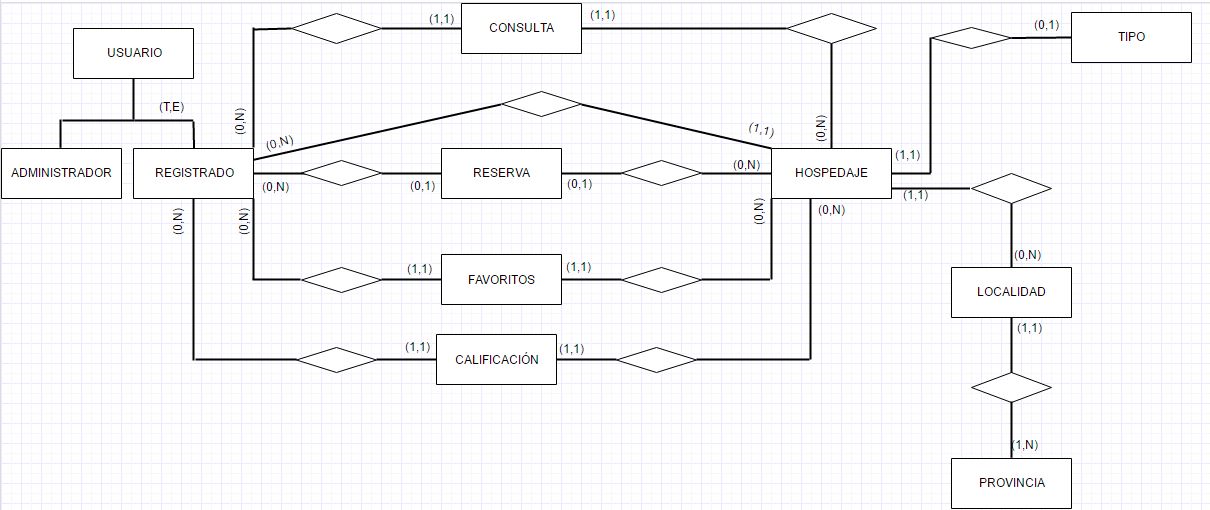 CONSULTA
(1,1)
(1,1)
(0,1)
TIPO
USUARIO
(T,E)
(0,N)
(0,N)
(1,1)
(0,N)
ADMINISTRADOR
REGISTRADO
(0,N)
(0,1)
RESERVA
(0,1)
(0,N)
HOSPEDAJE
(1,1)
(1,1)
(0,N)
(0,N)
(0,N)
(0,N)
(1,1)
FAVORITOS
(1,1)
(0,N)
LOCALIDAD
(1,1)
(1,1)
CALIFICACIÓN
(1,1)
(1,N)
PROVINCIA